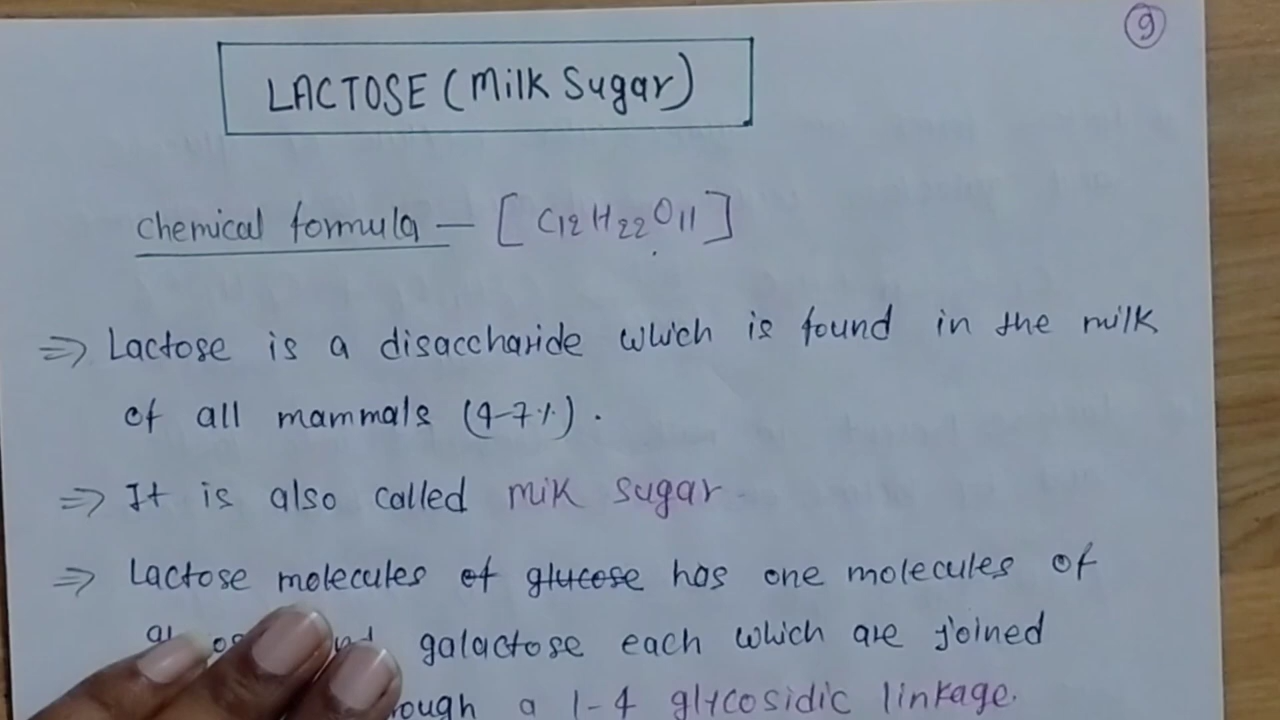 9
LACTOSE (Milk Sugar)
chemical formula — [C12H22O11]
⇒ Lactose is a disaccharide which is found in the milk
of all mammals (4-7%).
⇒ It is also called mik sugar
⇒ Lactose molecules of glucose has one molecules of
galactose each which are joined
a 1-4 glycosidic linkage.